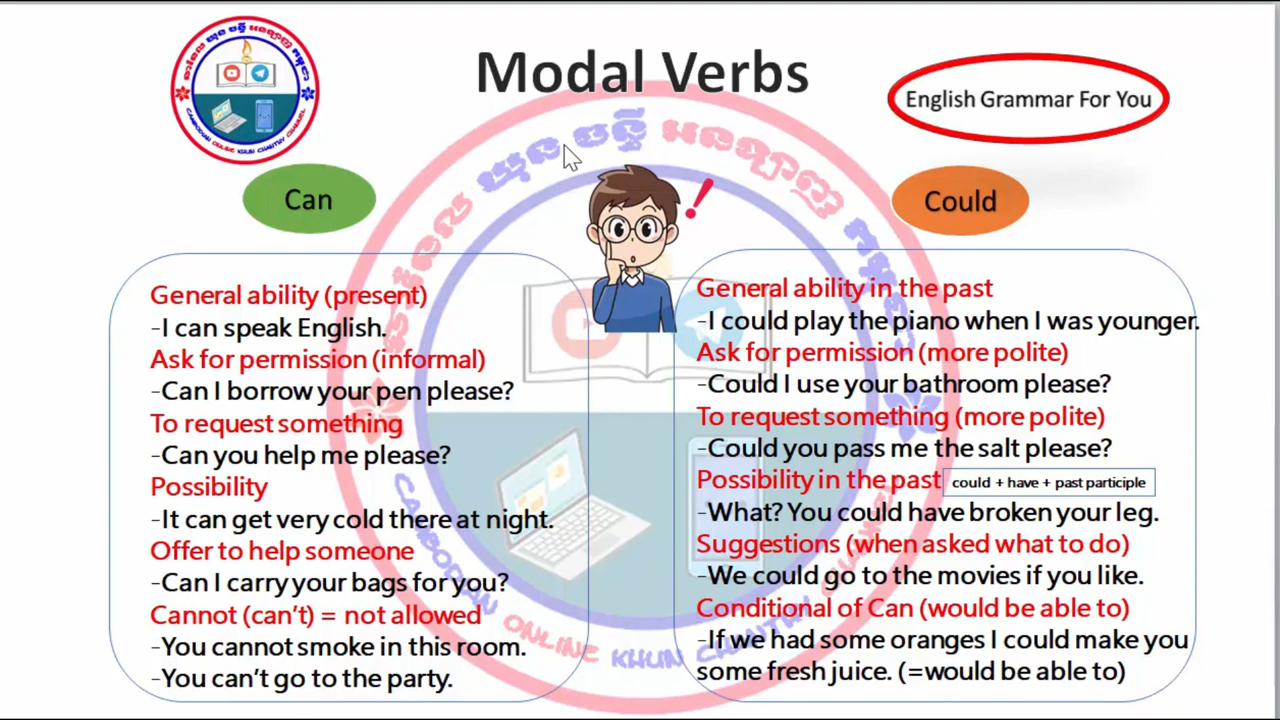 Modal Verbs
English Grammar For You
CAMBODIAN ONLINE KHUN CHANTHY CHANNEL
Can
General ability (present)
-I can speak English.
Ask for permission (informal)
-Can I borrow your pen please?
To request something
-Can you help me please?
Possibility
-It can get very cold there at night.
Offer to help someone
-Can I carry your bags for you?
Cannot (can’t) = not allowed
-You cannot smoke in this room.
-You can’t go to the party.
Could
General ability in the past
-I could play the piano when I was younger.
Ask for permission (more polite)
-Could I use your bathroom please?
To request something (more polite)
-Could you pass me the salt please?
Possibility in the past could + have + past participle
-What? You could have broken your leg.
Suggestions (when asked what to do)
-We could go to the movies if you like.
Conditional of Can (would be able to)
-If we had some oranges I could make you
some fresh juice. (=would be able to)